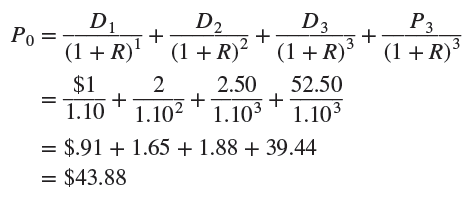 P₀ = D₁/(1 + R)¹ + D₂/(1 + R)² + D₃/(1 + R)³ + P₃/(1 + R)³
= $1/1.10 + 2/1.10² + 2.50/1.10³ + 52.50/1.10³
= $.91 + 1.65 + 1.88 + 39.44
= $43.88